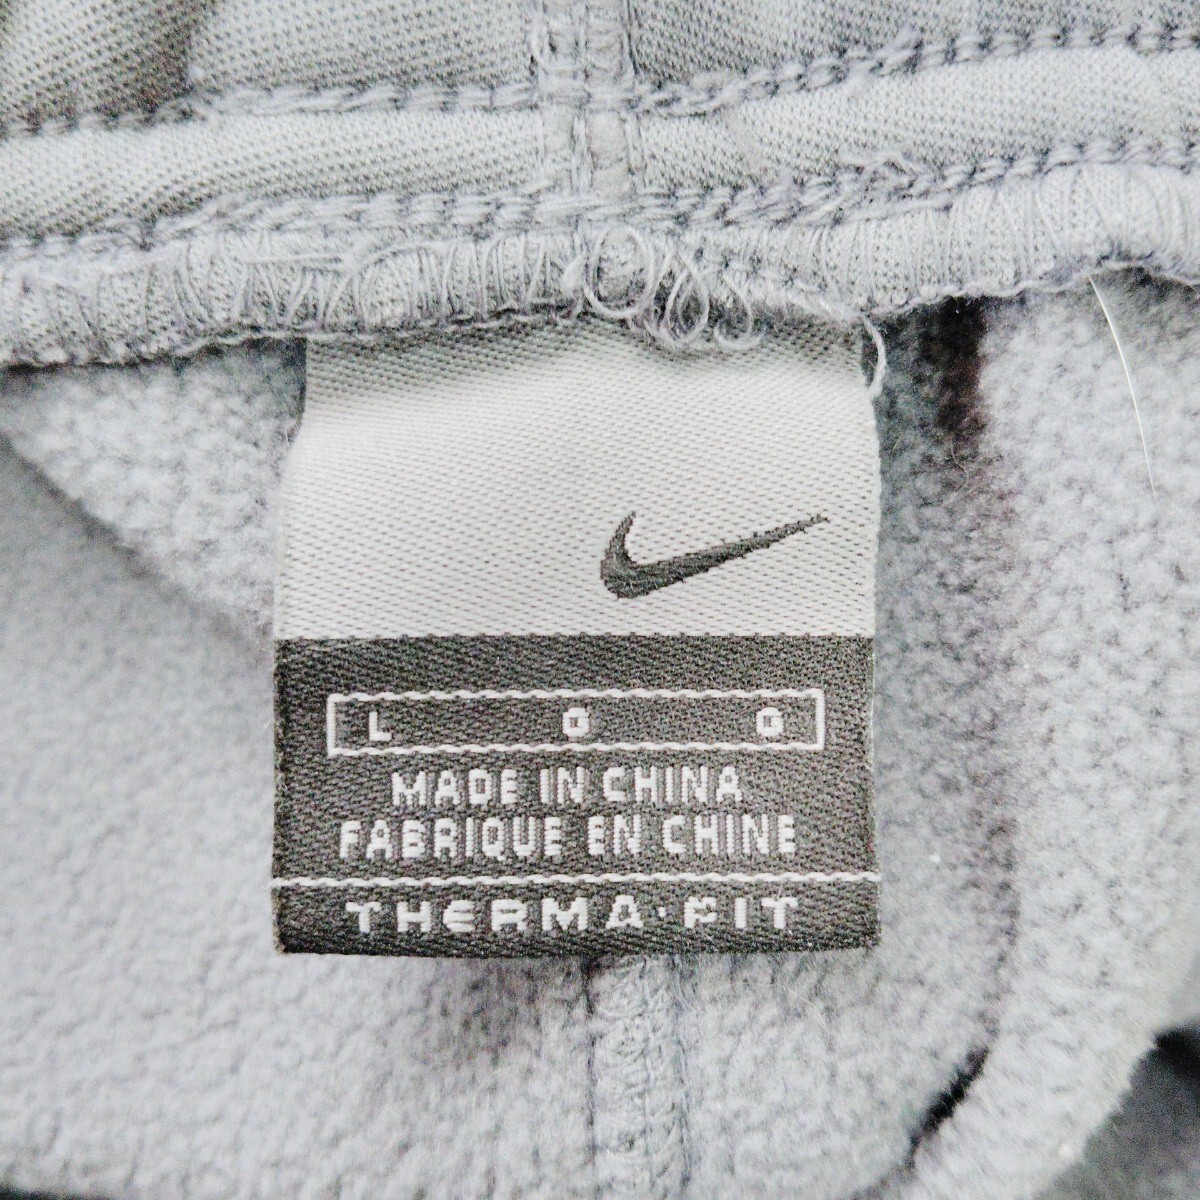 L G G
MADE IN CHINA
FABRIQUE EN CHINE
THERMA·FIT